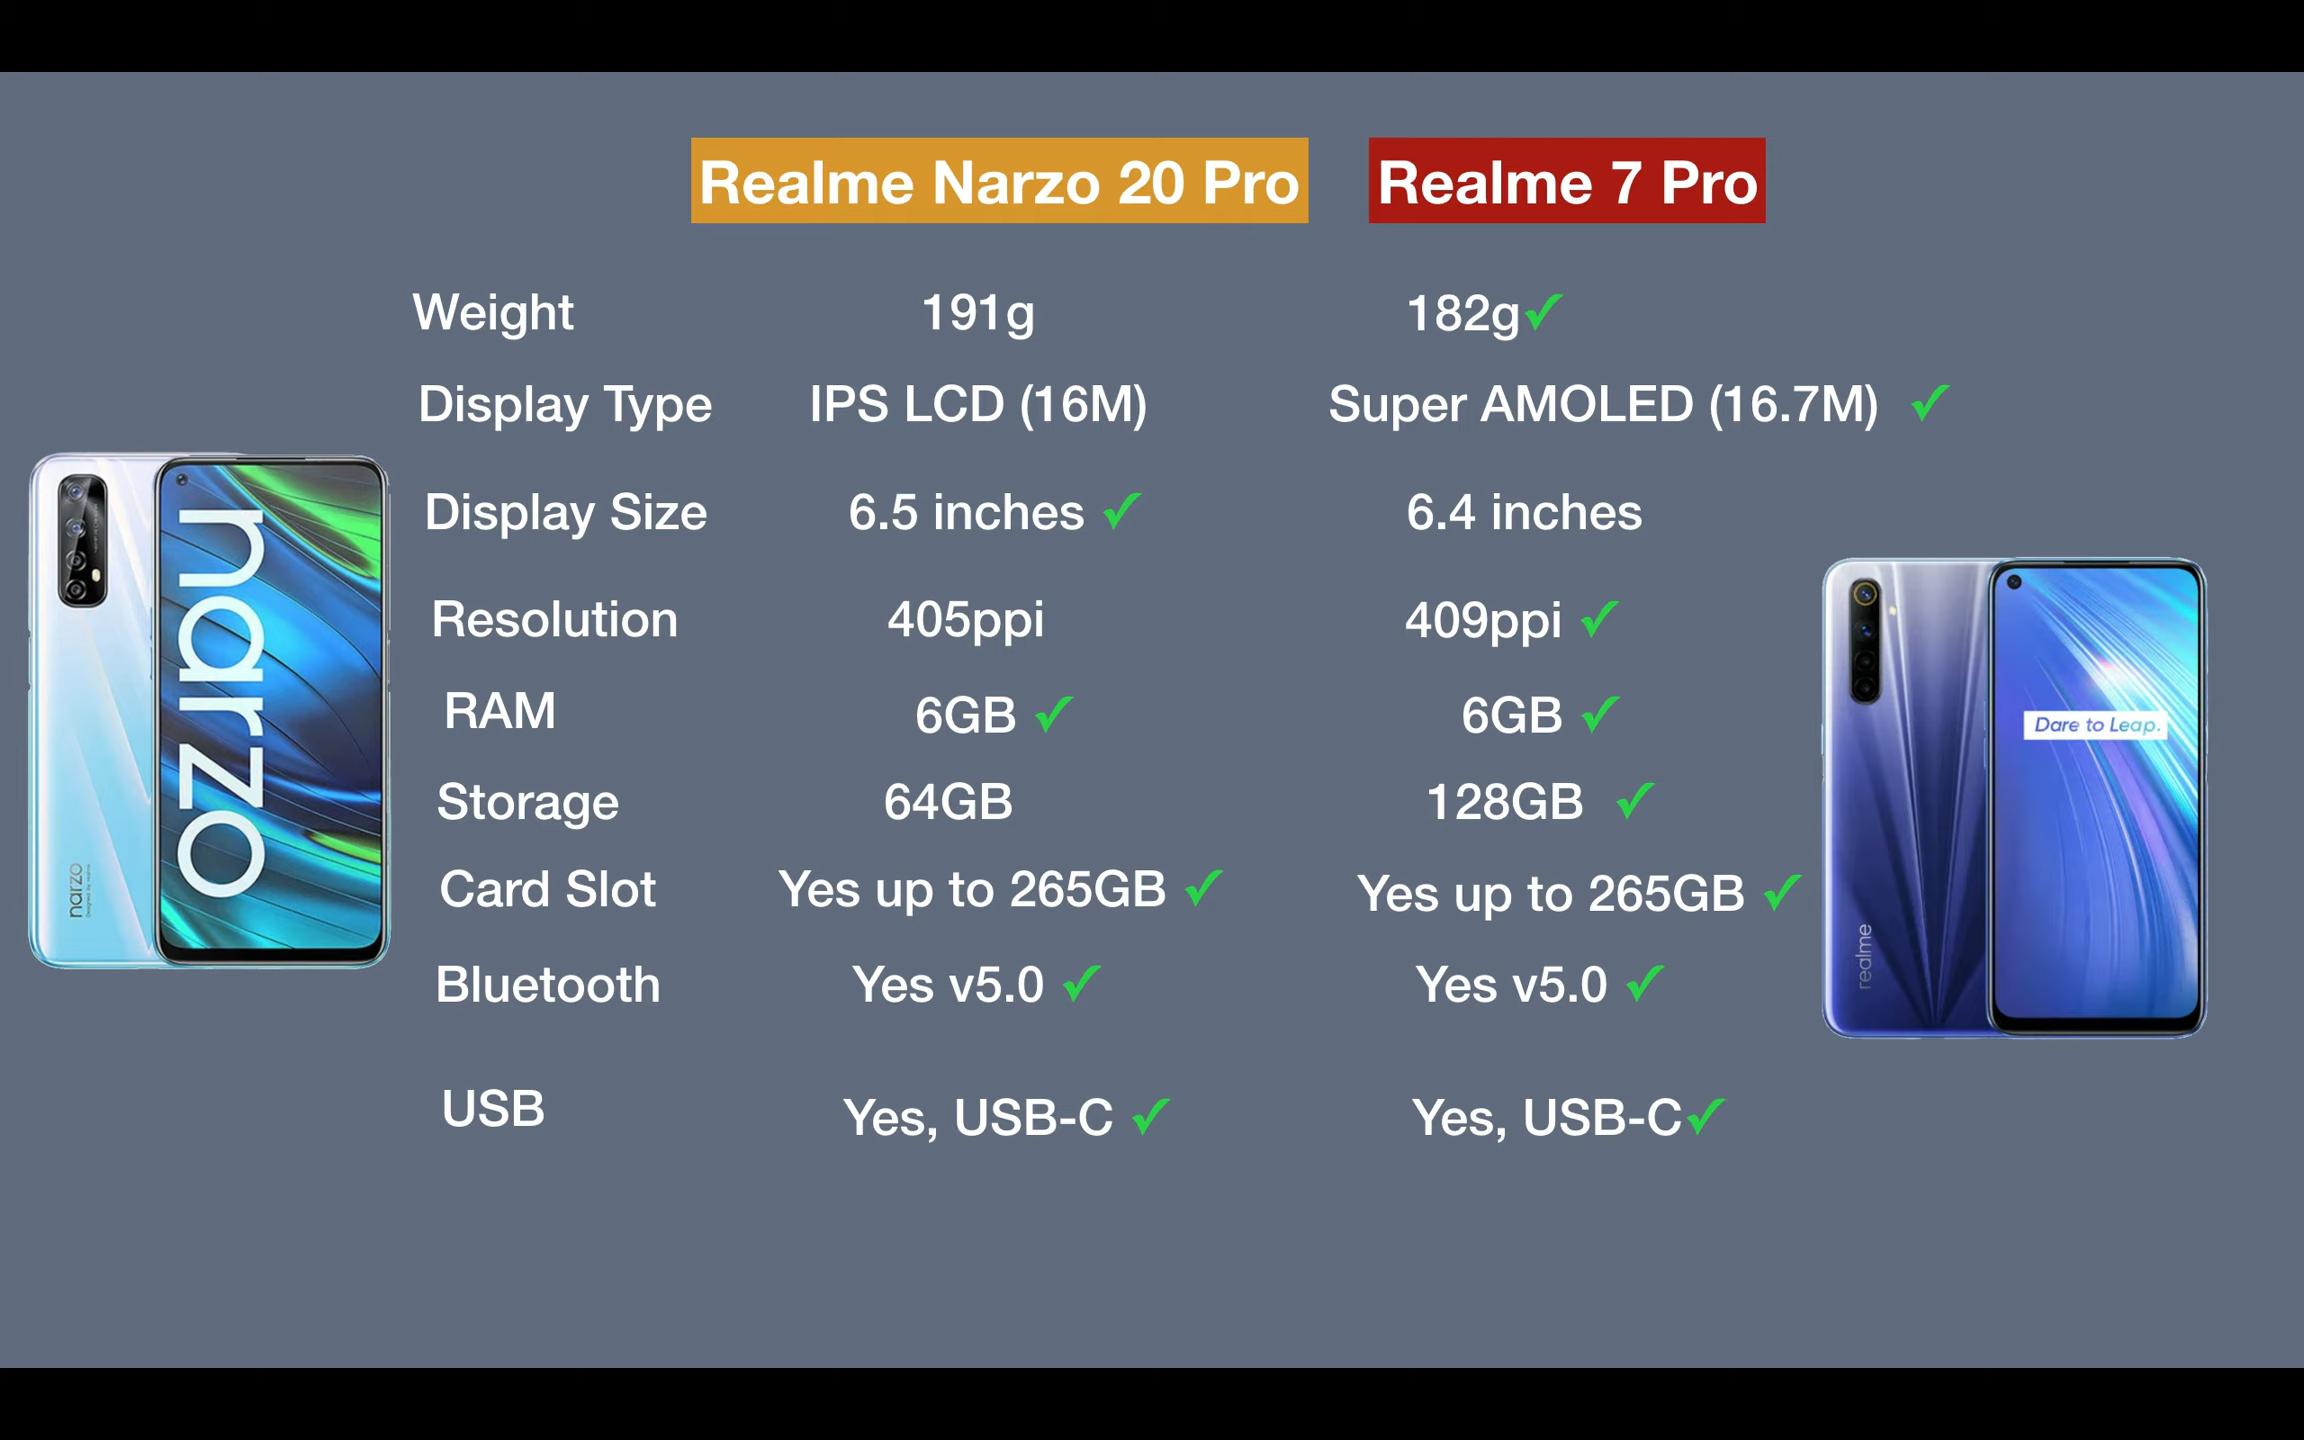 Realme Narzo 20 Pro
Realme 7 Pro
Weight 191g 182g✓
Display Type IPS LCD (16M) Super AMOLED (16.7M) ✓
Display Size 6.5 inches ✓ 6.4 inches
Resolution 405ppi 409ppi ✓
RAM 6GB ✓ 6GB ✓
Storage 64GB 128GB ✓
Card Slot Yes up to 265GB ✓ Yes up to 265GB ✓
Bluetooth Yes v5.0 ✓ Yes v5.0 ✓
USB Yes, USB-C ✓ Yes, USB-C✓
narzo
narzo
Dare to Leap.
realme